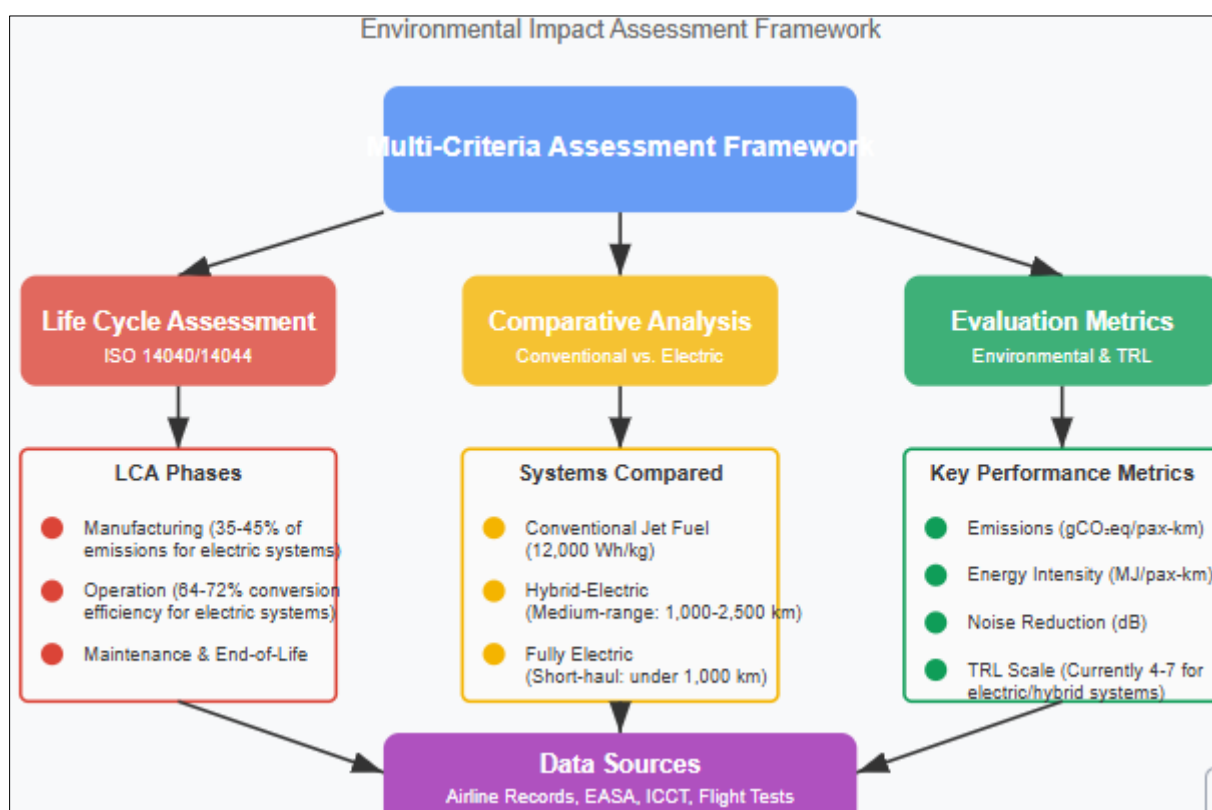 Environmental Impact Assessment Framework
Multi-Criteria Assessment Framework
Life Cycle Assessment
ISO 14040/14044
Comparative Analysis
Conventional vs. Electric
Evaluation Metrics
Environmental & TRL
LCA Phases
Manufacturing (35-45% of
emissions for electric systems)
Operation (64-72% conversion
efficiency for electric systems)
Maintenance & End-of-Life
Systems Compared
Conventional Jet Fuel
(12,000 Wh/kg)
Hybrid-Electric
(Medium-range: 1,000-2,500 km)
Fully Electric
(Short-haul: under 1,000 km)
Key Performance Metrics
Emissions (gCO₂eq/pax-km)
Energy Intensity (MJ/pax-km)
Noise Reduction (dB)
TRL Scale (Currently 4-7 for
electric/hybrid systems)
Data Sources
Airline Records, EASA, ICCT, Flight Tests